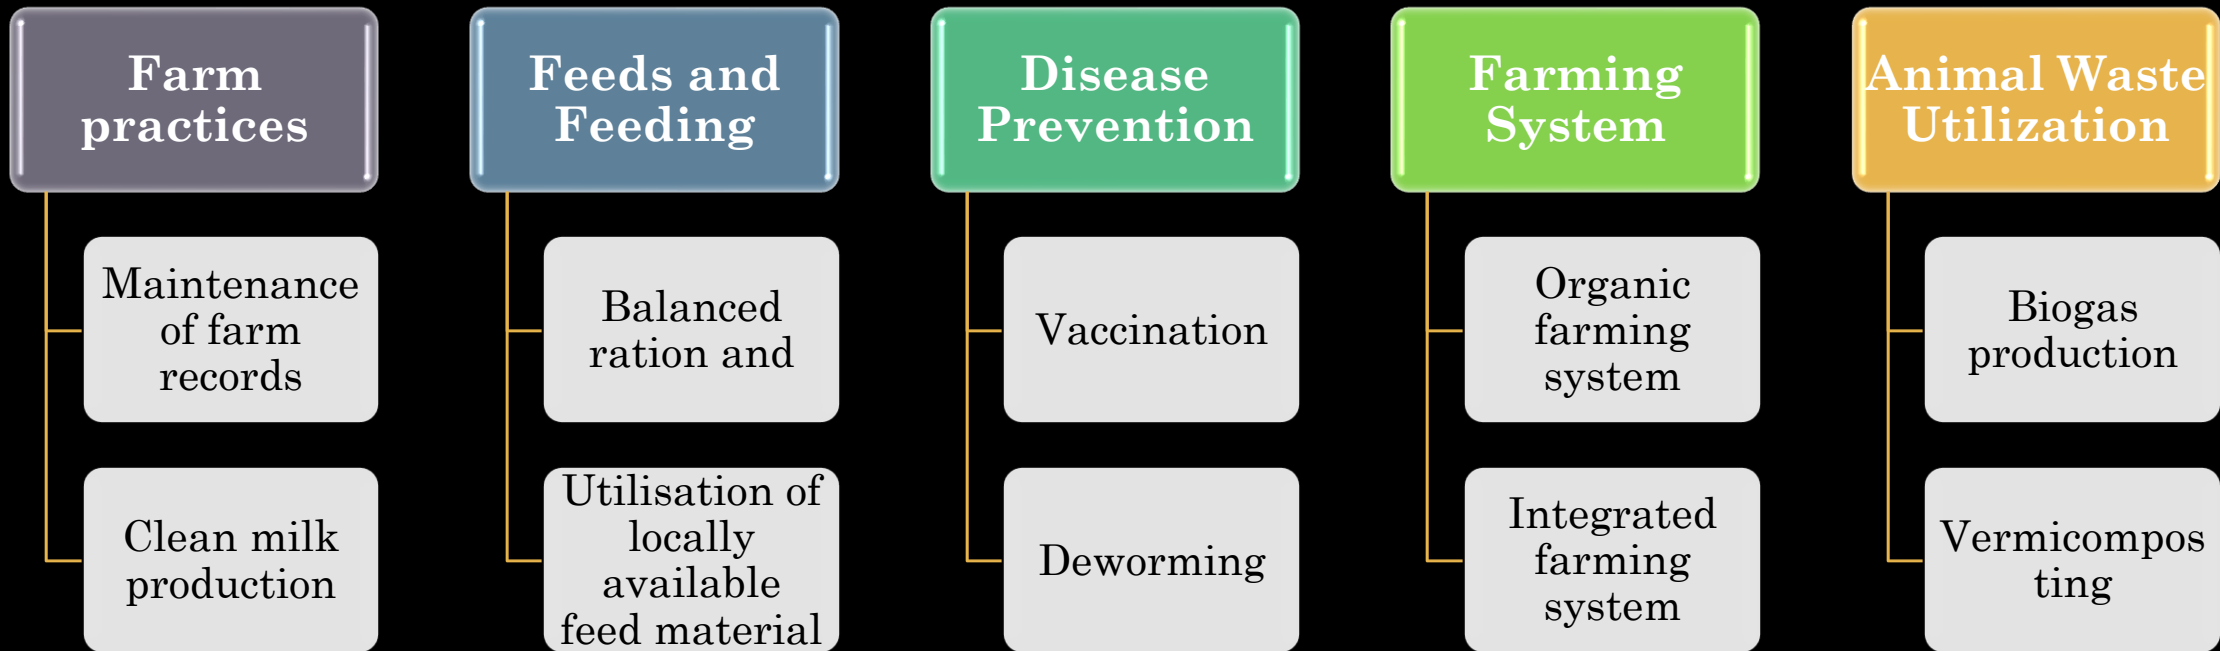 Farm
practices
Maintenance
of farm
records
Clean milk
production
Feeds and
Feeding
Balanced
ration and
Utilisation of
locally
available
feed material
Disease
Prevention
Vaccination
Deworming
Farming
System
Organic
farming
system
Integrated
farming
system
Animal Waste
Utilization
Biogas
production
Vermicompos
ting